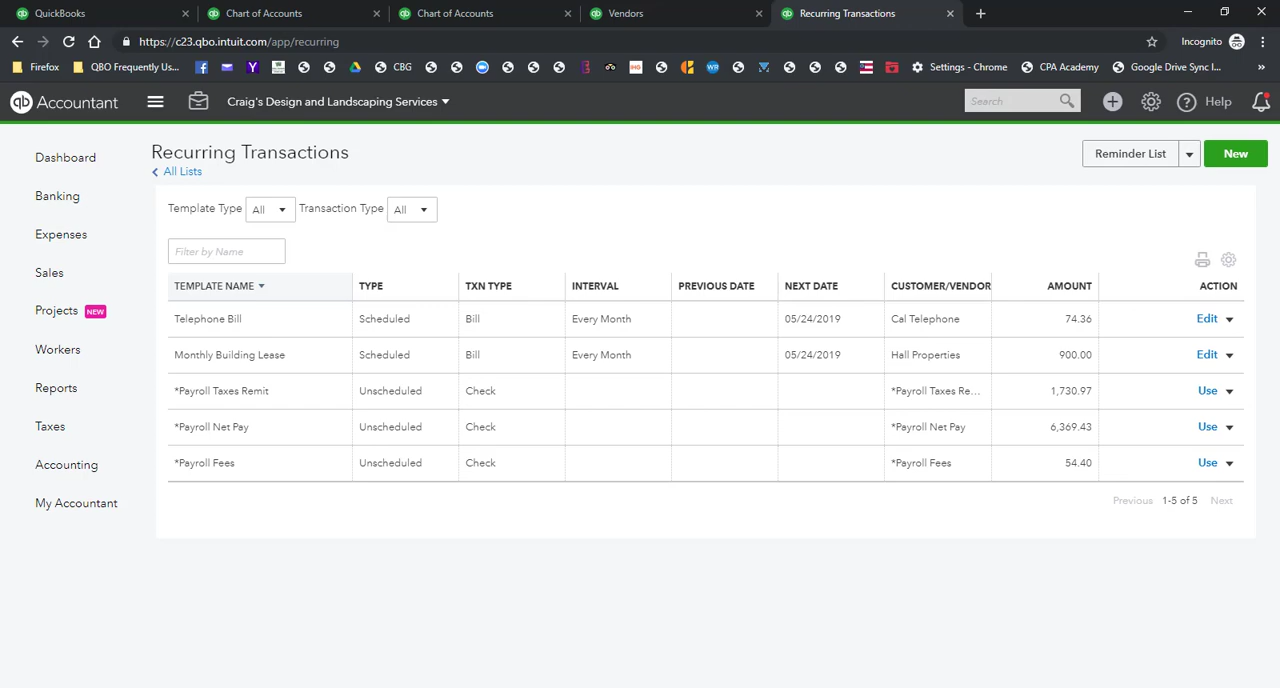 QuickBooks
Chart of Accounts
Chart of Accounts
Vendors
Recurring Transactions
https://c23.qbo.intuit.com/app/recurring
Incognito
Firefox
QBO Frequently Us...
CBG
Settings - Chrome
CPA Academy
Google Drive Sync I...
»
qb Accountant
Craig's Design and Landscaping Services
Search
Help
Dashboard
Banking
Expenses
Sales
Projects NEW
Workers
Reports
Taxes
Accounting
My Accountant
Recurring Transactions
All Lists
Reminder List
New
Template Type All Transaction Type All
Filter by Name
TEMPLATE NAME TYPE TXN TYPE INTERVAL PREVIOUS DATE NEXT DATE CUSTOMER/VENDOR AMOUNT ACTION
Telephone Bill Scheduled Bill Every Month 05/24/2019 Cal Telephone 74.36 Edit
Monthly Building Lease Scheduled Bill Every Month 05/24/2019 Hall Properties 900.00 Edit
*Payroll Taxes Remit Unscheduled Check *Payroll Taxes Re... 1,730.97 Use
*Payroll Net Pay Unscheduled Check *Payroll Net Pay 6,369.43 Use
*Payroll Fees Unscheduled Check *Payroll Fees 54.40 Use
Previous 1-5 of 5 Next